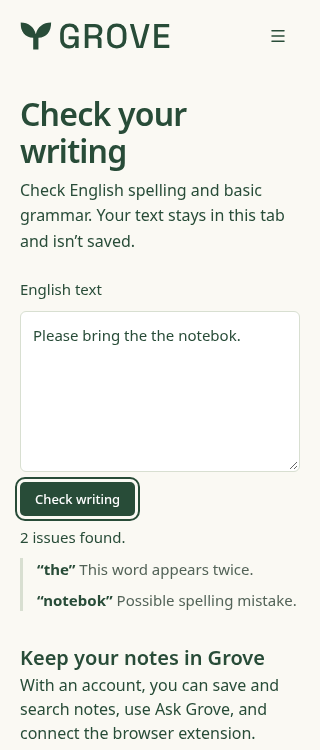 GROVE
Check your
writing
Check English spelling and basic
grammar. Your text stays in this tab
and isn’t saved.
English text
Please bring the the notebok.
Check writing
2 issues found.
“the” This word appears twice.
“notebok” Possible spelling mistake.
Keep your notes in Grove
With an account, you can save and
search notes, use Ask Grove, and
connect the browser extension.